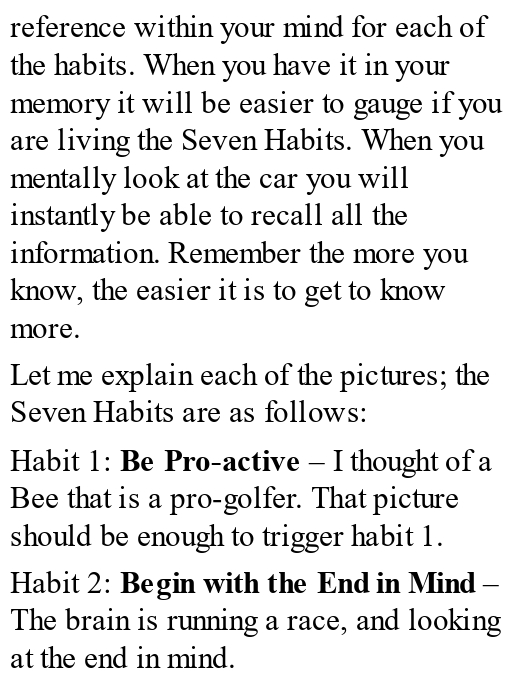 reference within your mind for each of
the habits. When you have it in your
memory it will be easier to gauge if you
are living the Seven Habits. When you
mentally look at the car you will
instantly be able to recall all the
information. Remember the more you
know, the easier it is to get to know
more.
Let me explain each of the pictures; the
Seven Habits are as follows:
Habit 1: Be Pro-active – I thought of a
Bee that is a pro-golfer. That picture
should be enough to trigger habit 1.
Habit 2: Begin with the End in Mind –
The brain is running a race, and looking
at the end in mind.